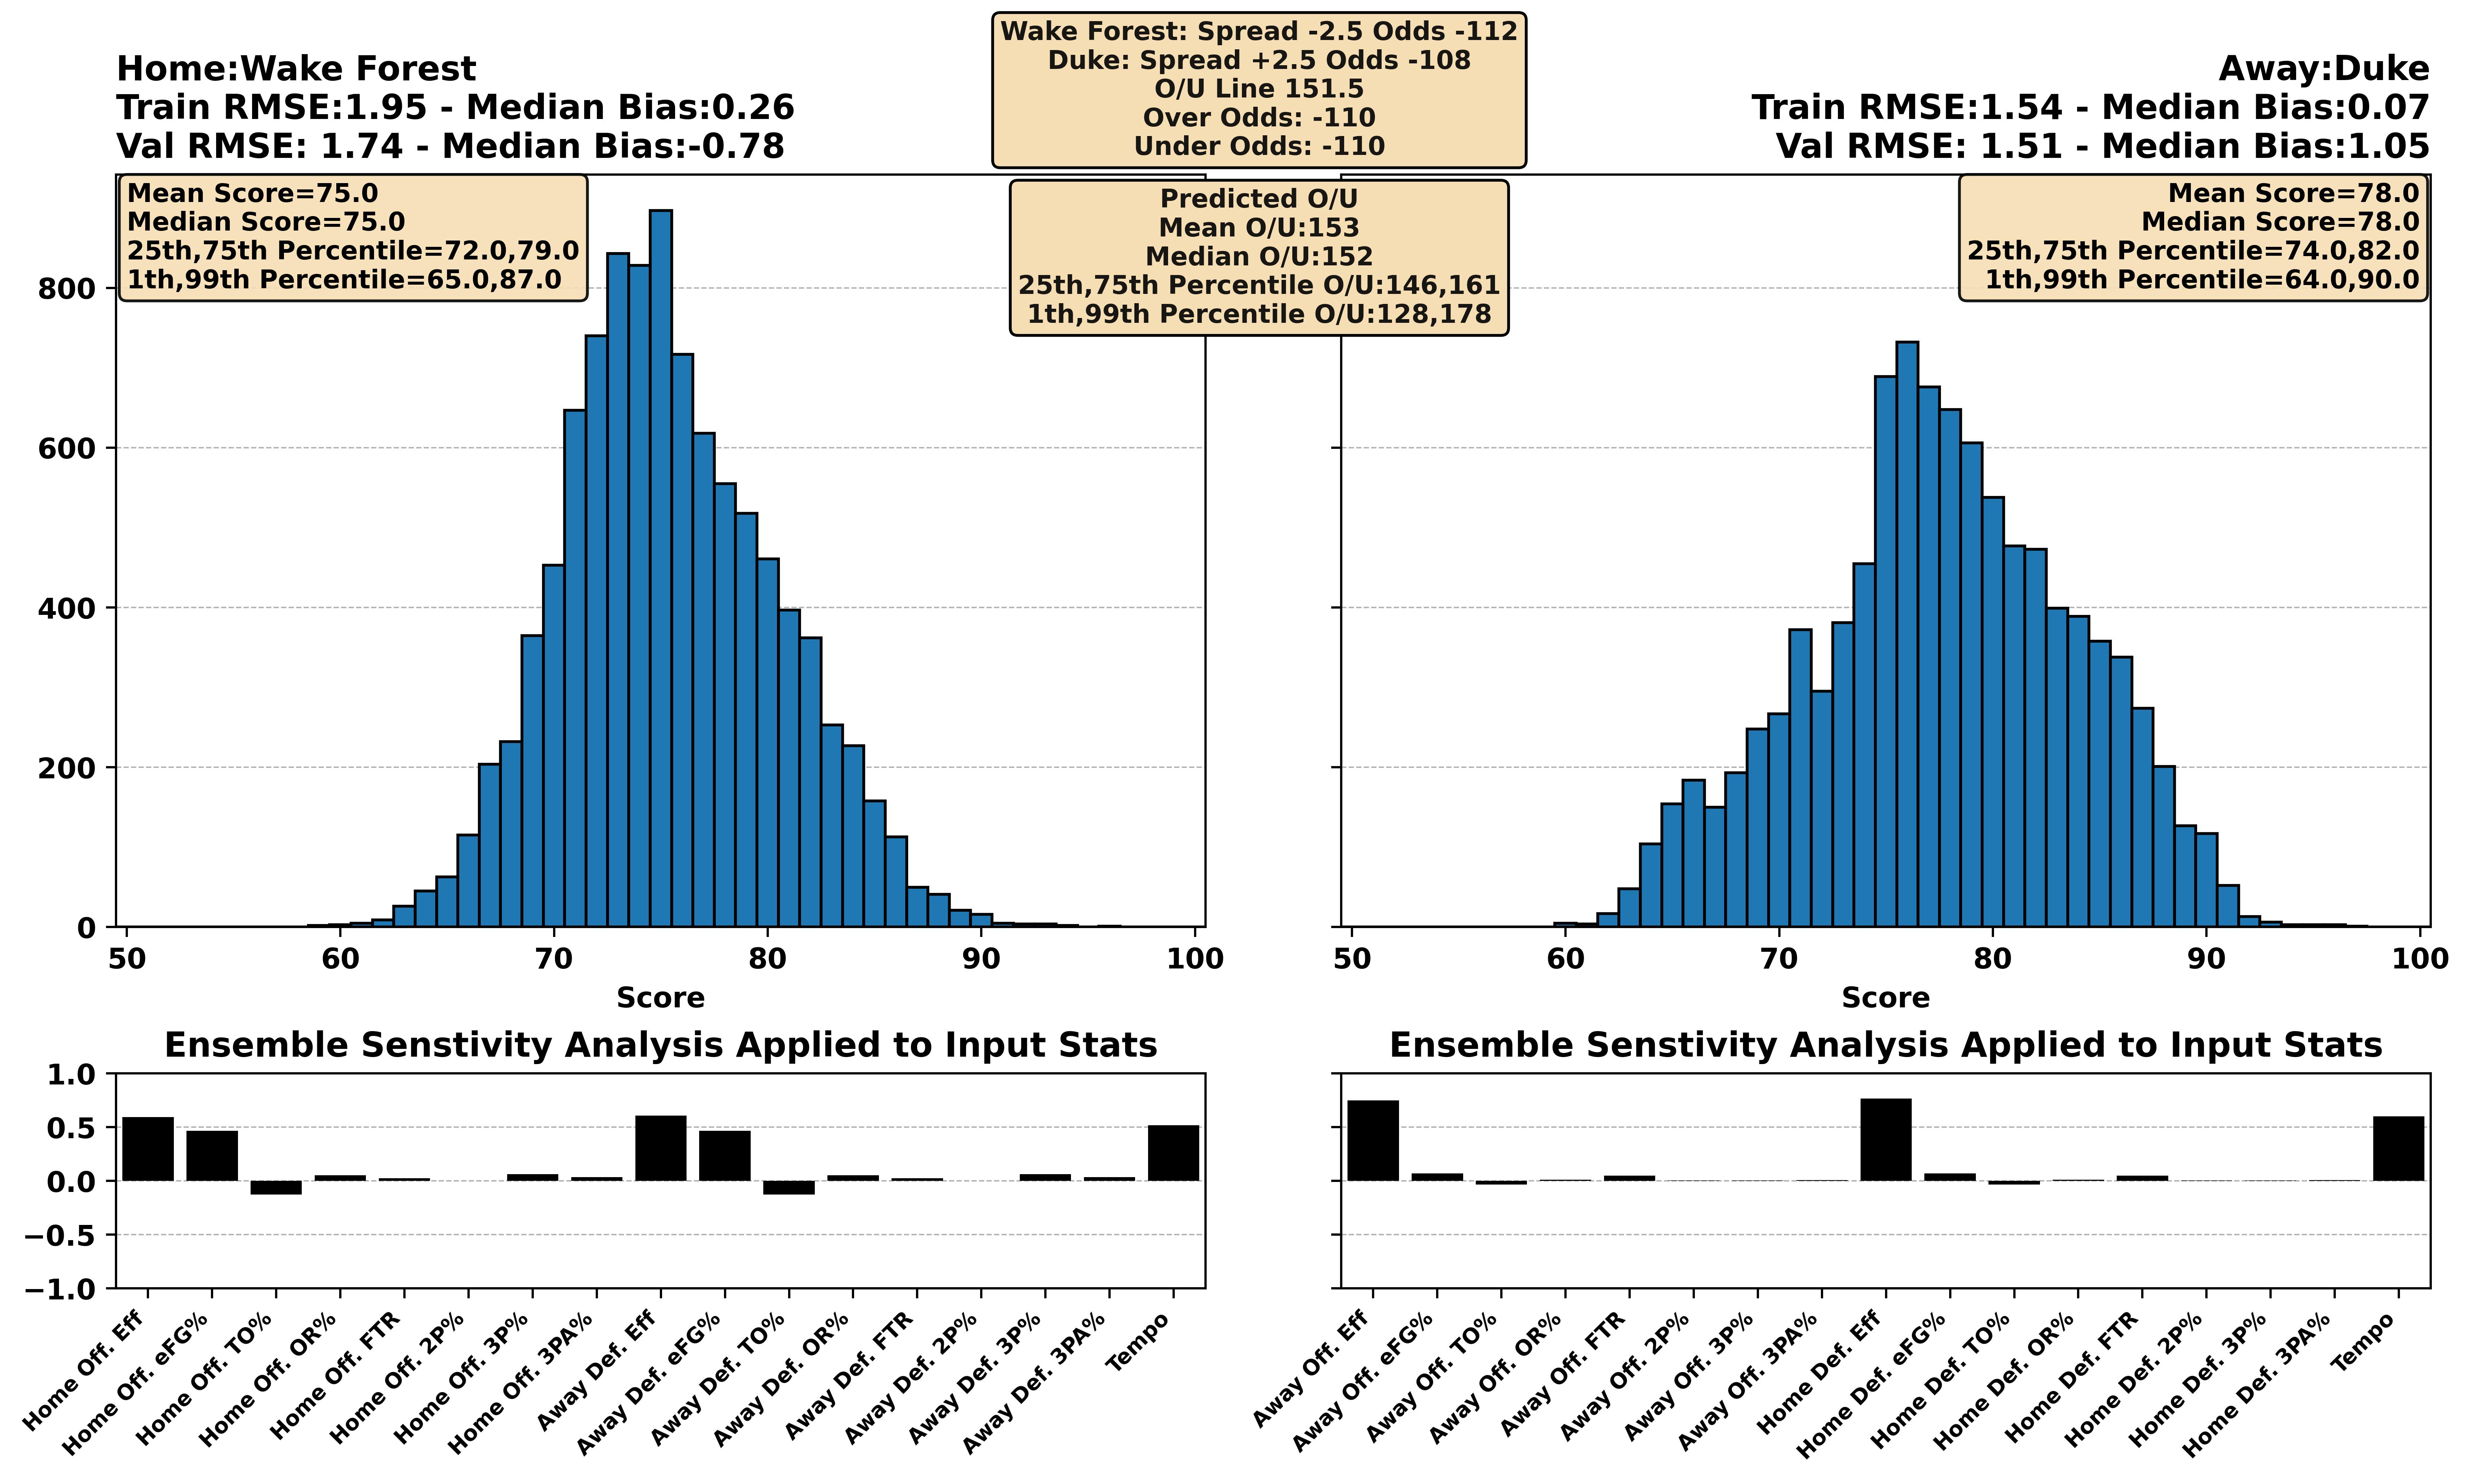 Wake Forest: Spread -2.5 Odds -112
Duke: Spread +2.5 Odds -108
O/U Line 151.5
Over Odds: -110
Under Odds: -110
Home:Wake Forest
Train RMSE:1.95 - Median Bias:0.26
Val RMSE: 1.74 - Median Bias:-0.78
Away:Duke
Train RMSE:1.54 - Median Bias:0.07
Val RMSE: 1.51 - Median Bias:1.05
Mean Score=75.0
Median Score=75.0
25th,75th Percentile=72.0,79.0
1th,99th Percentile=65.0,87.0
Predicted O/U
Mean O/U:153
Median O/U:152
25th,75th Percentile O/U:146,161
1th,99th Percentile O/U:128,178
Mean Score=78.0
Median Score=78.0
25th,75th Percentile=74.0,82.0
1th,99th Percentile=64.0,90.0
800
600
400
200
0
50 60 70 80 90 100
Score
50 60 70 80 90 100
Score
Ensemble Senstivity Analysis Applied to Input Stats
1.0
0.5
0.0
−0.5
−1.0
Home Off. Eff
Home Off. eFG%
Home Off. TO%
Home Off. OR%
Home Off. FTR
Home Off. 2P%
Home Off. 3P%
Home Off. 3PA%
Away Def. Eff
Away Def. eFG%
Away Def. TO%
Away Def. OR%
Away Def. FTR
Away Def. 2P%
Away Def. 3P%
Away Def. 3PA%
Tempo
Ensemble Senstivity Analysis Applied to Input Stats
Away Off. Eff
Away Off. eFG%
Away Off. TO%
Away Off. OR%
Away Off. FTR
Away Off. 2P%
Away Off. 3P%
Away Off. 3PA%
Home Def. Eff
Home Def. eFG%
Home Def. TO%
Home Def. OR%
Home Def. FTR
Home Def. 2P%
Home Def. 3P%
Home Def. 3PA%
Tempo